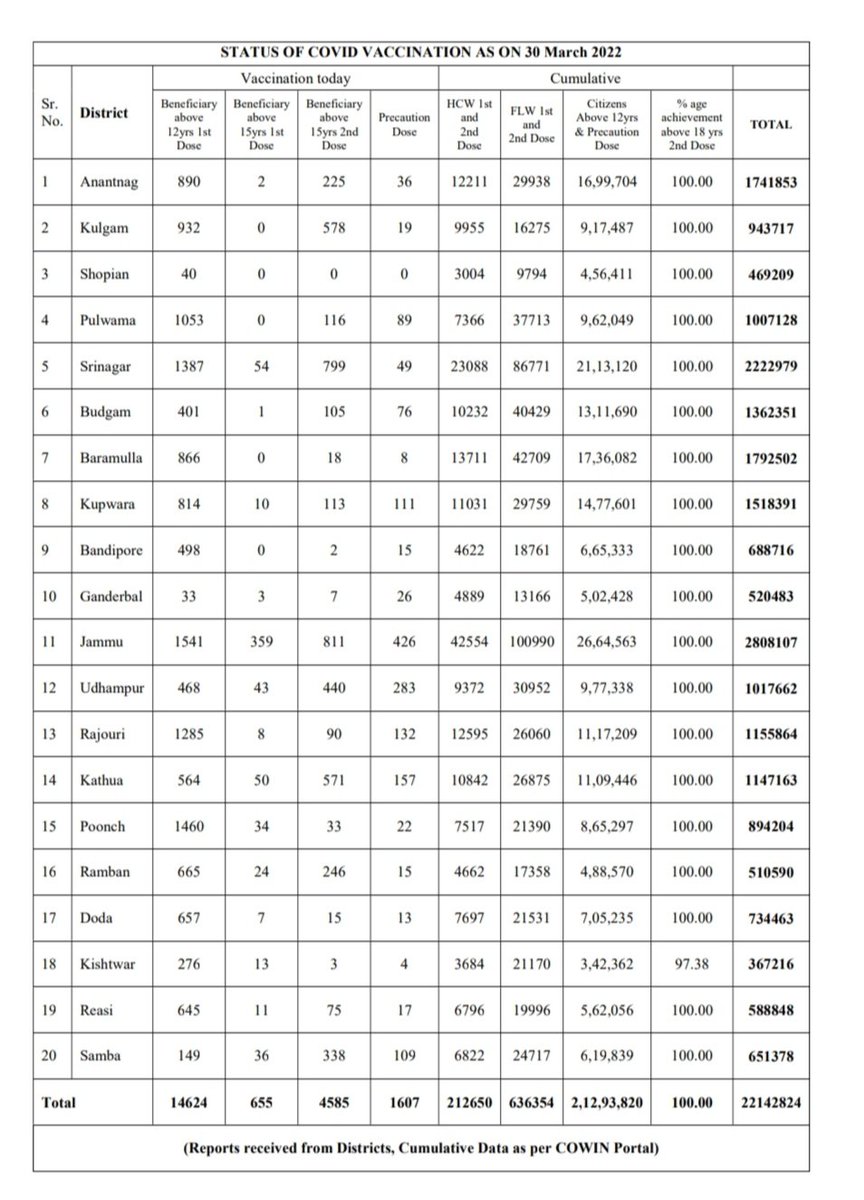 STATUS OF COVID VACCINATION AS ON 30 March 2022
Vaccination today Cumulative
Sr. No. District Beneficiary above 12yrs 1st Dose Beneficiary above 15yrs 1st Dose Beneficiary above 15yrs 2nd Dose Precaution Dose HCW 1st and 2nd Dose FLW 1st and 2nd Dose Citizens Above 12yrs & Precaution Dose % age achievement above 18 yrs 2nd Dose TOTAL
1 Anantnag 890 2 225 36 12211 29938 16,99,704 100.00 1741853
2 Kulgam 932 0 578 19 9955 16275 9,17,487 100.00 943717
3 Shopian 40 0 0 0 3004 9794 4,56,411 100.00 469209
4 Pulwama 1053 0 116 89 7366 37713 9,62,049 100.00 1007128
5 Srinagar 1387 54 799 49 23088 86771 21,13,120 100.00 2222979
6 Budgam 401 1 105 76 10232 40429 13,11,690 100.00 1362351
7 Baramulla 866 0 18 8 13711 42709 17,36,082 100.00 1792502
8 Kupwara 814 10 113 111 11031 29759 14,77,601 100.00 1518391
9 Bandipore 498 0 2 15 4622 18761 6,65,333 100.00 688716
10 Ganderbal 33 3 7 26 4889 13166 5,02,428 100.00 520483
11 Jammu 1541 359 811 426 42554 100990 26,64,563 100.00 2808107
12 Udhampur 468 43 440 283 9372 30952 9,77,338 100.00 1017662
13 Rajouri 1285 8 90 132 12595 26060 11,17,209 100.00 1155864
14 Kathua 564 50 571 157 10842 26875 11,09,446 100.00 1147163
15 Poonch 1460 34 33 22 7517 21390 8,65,297 100.00 894204
16 Ramban 665 24 246 15 4662 17358 4,88,570 100.00 510590
17 Doda 657 7 15 13 7697 21531 7,05,235 100.00 734463
18 Kishtwar 276 13 3 4 3684 21170 3,42,362 97.38 367216
19 Reasi 645 11 75 17 6796 19996 5,62,056 100.00 588848
20 Samba 149 36 338 109 6822 24717 6,19,839 100.00 651378
Total 14624 655 4585 1607 212650 636354 2,12,93,820 100.00 22142824
(Reports received from Districts, Cumulative Data as per COWIN Portal)